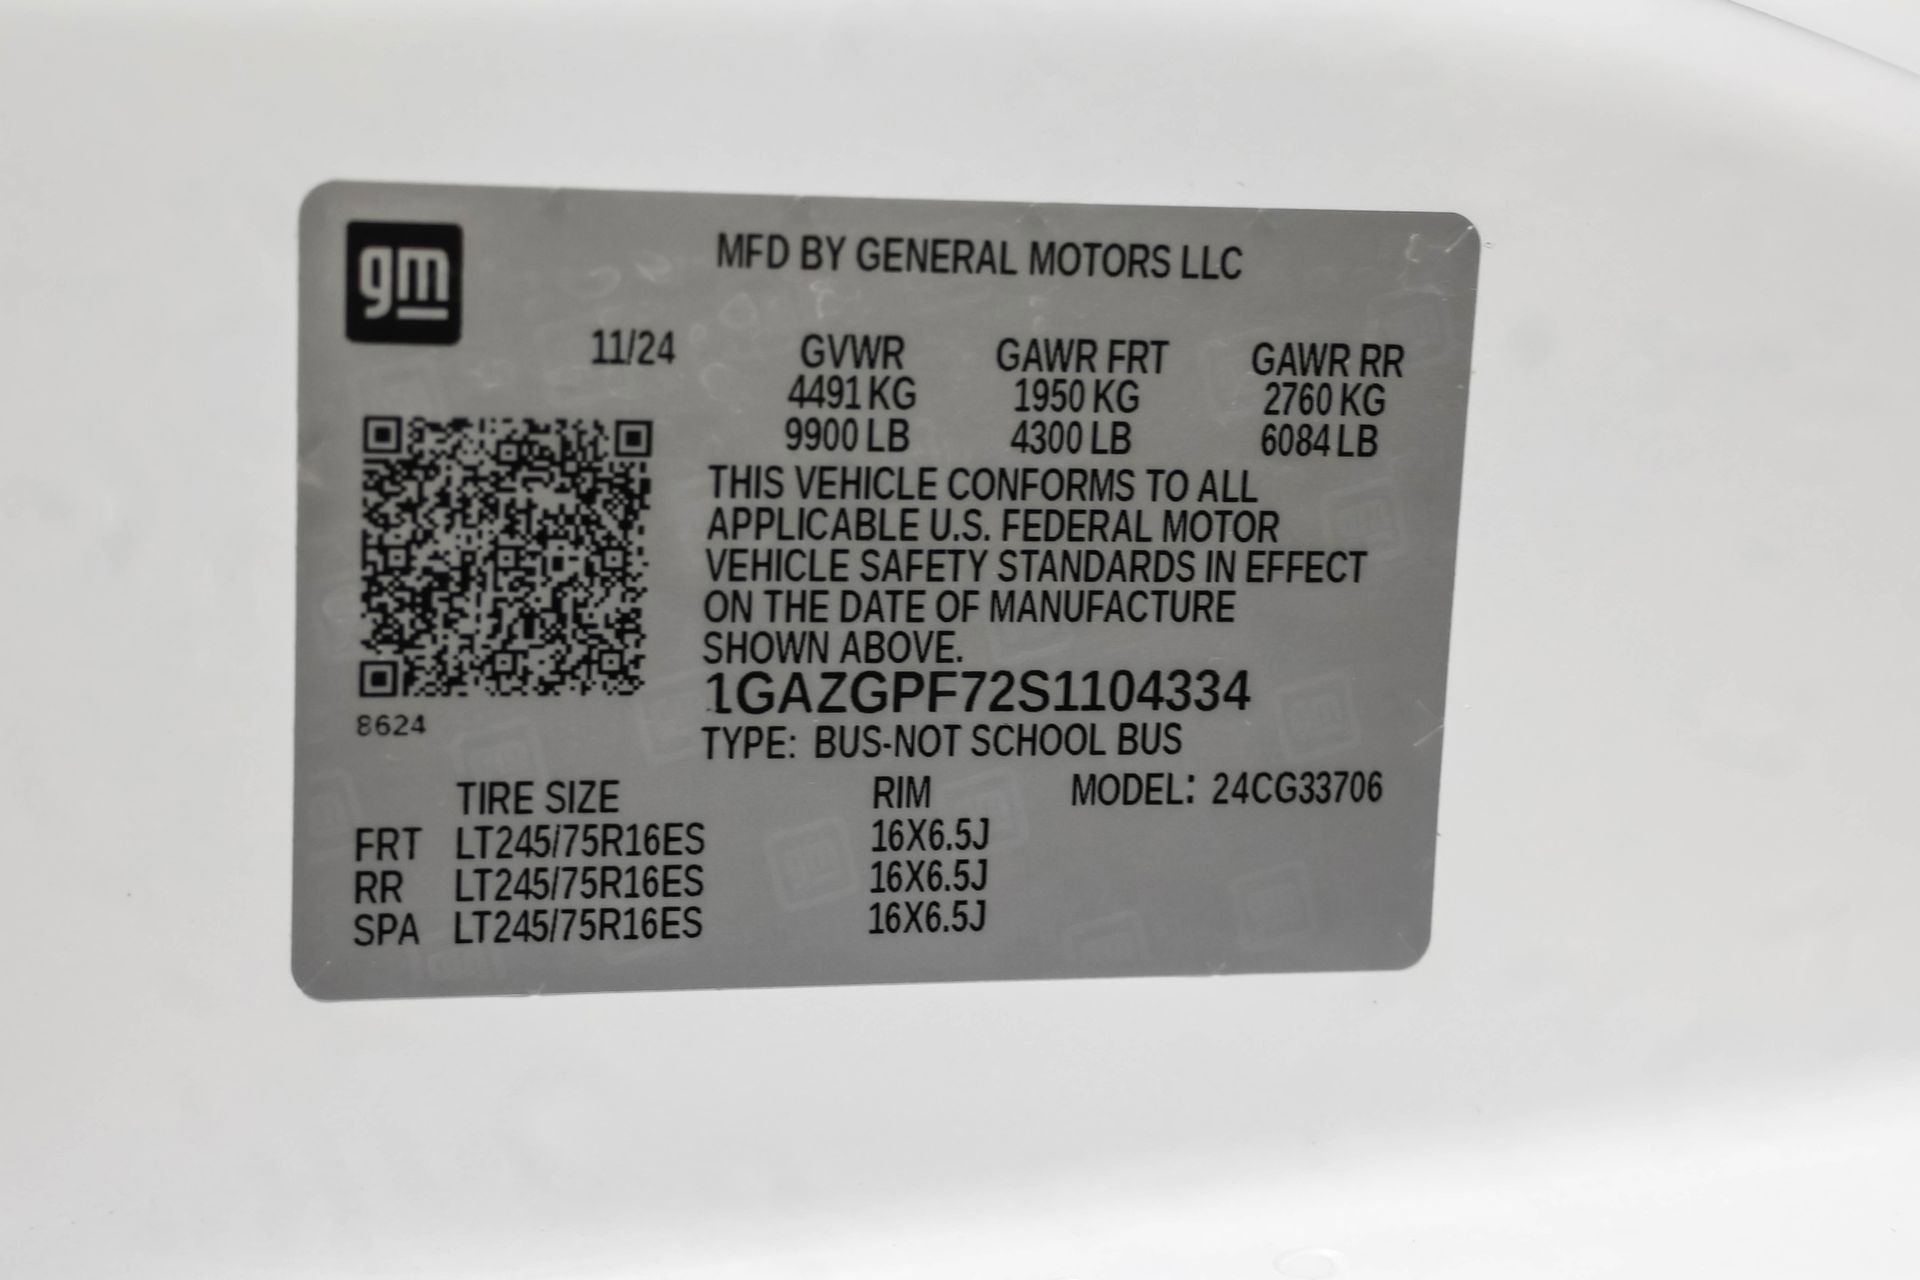 gm
MFD BY GENERAL MOTORS LLC
11/24 GVWR GAWR FRT GAWR RR
4491 KG 1950 KG 2760 KG
9900 LB 4300 LB 6084 LB
THIS VEHICLE CONFORMS TO ALL
APPLICABLE U.S. FEDERAL MOTOR
VEHICLE SAFETY STANDARDS IN EFFECT
ON THE DATE OF MANUFACTURE
SHOWN ABOVE.
1GAZGPF72S1104334
8624
TYPE: BUS-NOT SCHOOL BUS
TIRE SIZE RIM MODEL: 24CG33706
FRT LT245/75R16ES 16X6.5J
RR LT245/75R16ES 16X6.5J
SPA LT245/75R16ES 16X6.5J